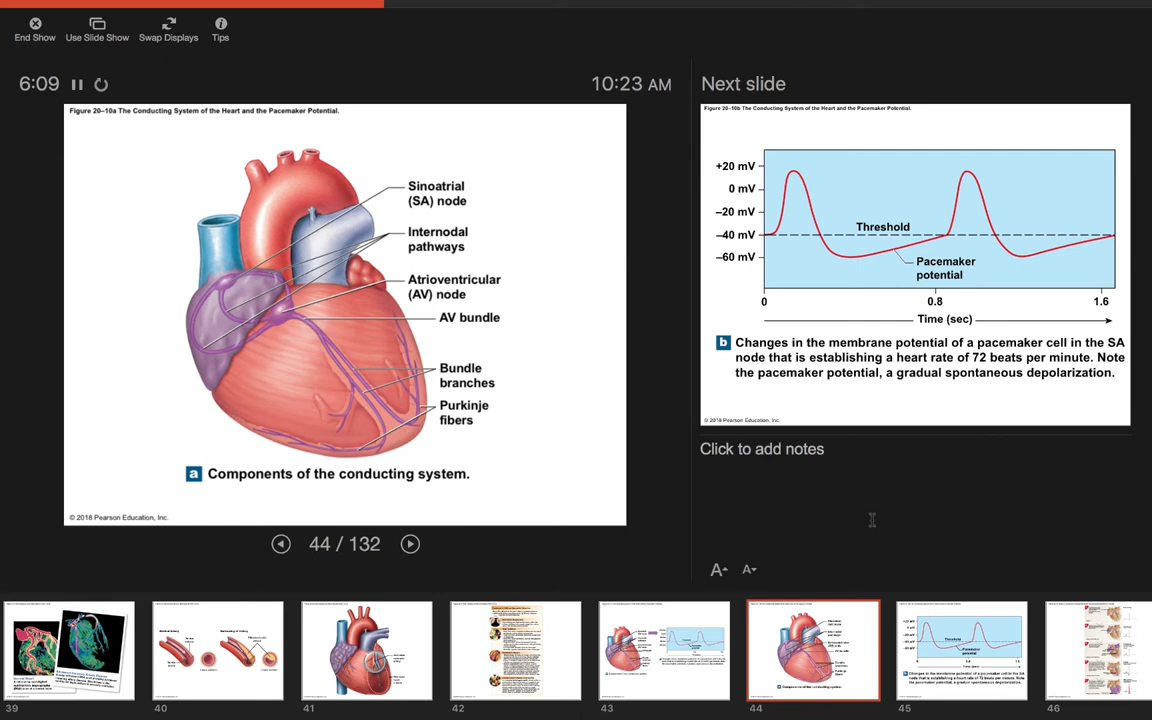 End Show
Use Slide Show
Swap Displays
Tips
6:09
10:23 AM
Figure 20–10a The Conducting System of the Heart and the Pacemaker Potential.
Sinoatrial
(SA) node
Internodal
pathways
Atrioventricular
(AV) node
AV bundle
Bundle
branches
Purkinje
fibers
a Components of the conducting system.
© 2018 Pearson Education, Inc.
44 / 132
Next slide
Figure 20–10b The Conducting System of the Heart and the Pacemaker Potential.
+20 mV
0 mV
–20 mV
–40 mV
–60 mV
Threshold
Pacemaker
potential
0
0.8
1.6
Time (sec)
b Changes in the membrane potential of a pacemaker cell in the SA
node that is establishing a heart rate of 72 beats per minute. Note
the pacemaker potential, a gradual spontaneous depolarization.
© 2018 Pearson Education, Inc.
Click to add notes
A
A
39
40
41
42
43
44
45
46